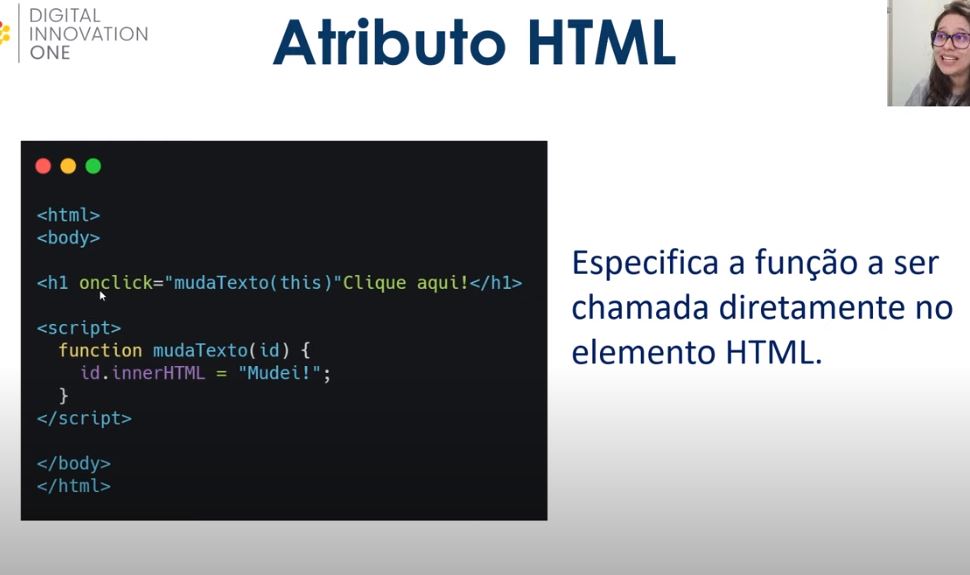 DIGITAL
INNOVATION
ONE
Atributo HTML
<html>
<body>
<h1 onclick="mudaTexto(this)"Clique aqui!</h1>
<script>
function mudaTexto(id) {
id.innerHTML = "Mudei!";
}
</script>
</body>
</html>
Especifica a função a ser
chamada diretamente no
elemento HTML.